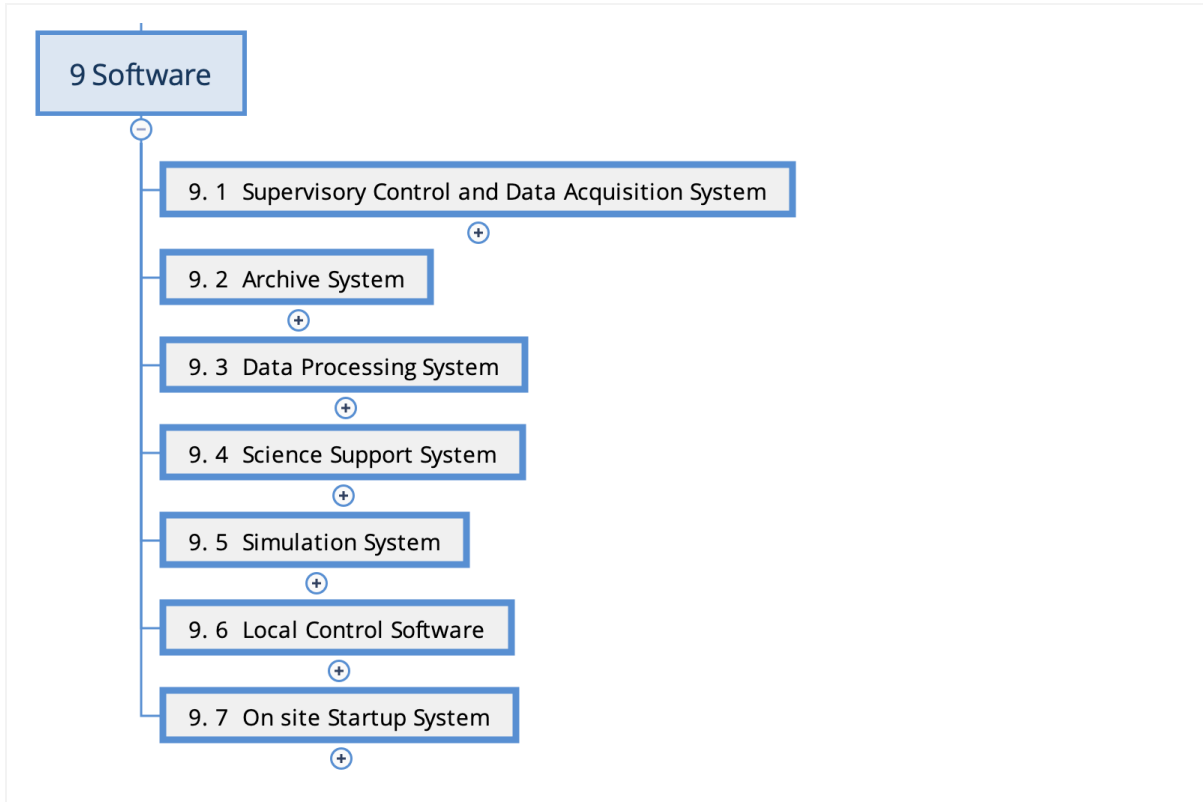 9 Software
9. 1 Supervisory Control and Data Acquisition System
9. 2 Archive System
9. 3 Data Processing System
9. 4 Science Support System
9. 5 Simulation System
9. 6 Local Control Software
9. 7 On site Startup System